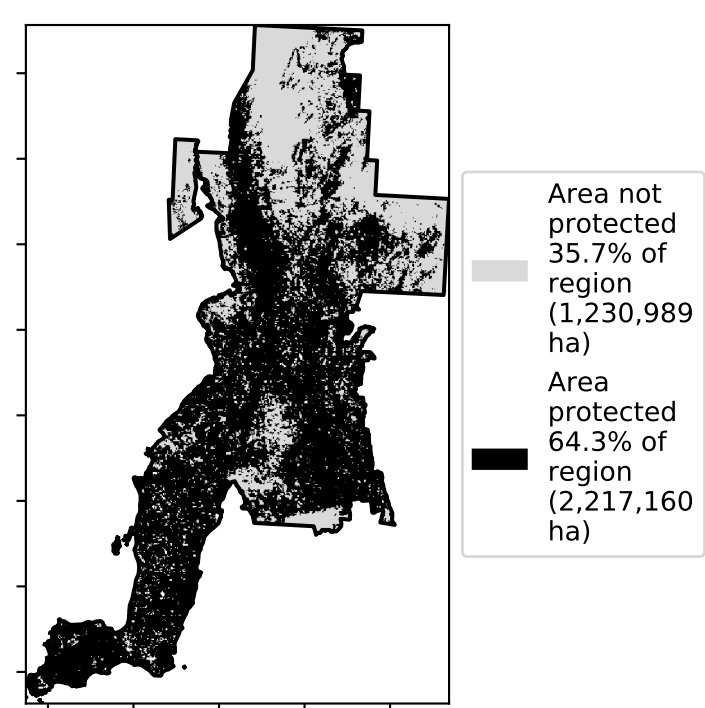 Area not
protected
35.7% of
region
(1,230,989
ha)
Area
protected
64.3% of
region
(2,217,160
ha)